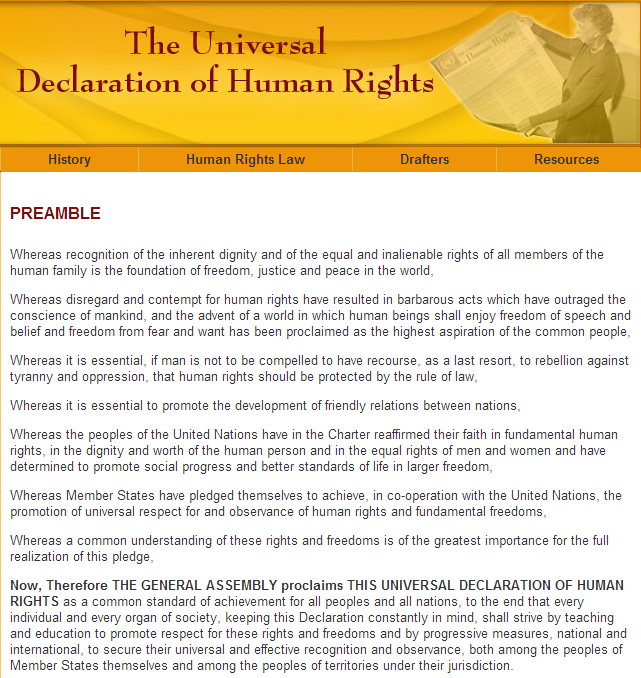 The Universal
Declaration of Human Rights
History Human Rights Law Drafters Resources
PREAMBLE
Whereas recognition of the inherent dignity and of the equal and inalienable rights of all members of the
human family is the foundation of freedom, justice and peace in the world,
Whereas disregard and contempt for human rights have resulted in barbarous acts which have outraged the
conscience of mankind, and the advent of a world in which human beings shall enjoy freedom of speech and
belief and freedom from fear and want has been proclaimed as the highest aspiration of the common people,
Whereas it is essential, if man is not to be compelled to have recourse, as a last resort, to rebellion against
tyranny and oppression, that human rights should be protected by the rule of law,
Whereas it is essential to promote the development of friendly relations between nations,
Whereas the peoples of the United Nations have in the Charter reaffirmed their faith in fundamental human
rights, in the dignity and worth of the human person and in the equal rights of men and women and have
determined to promote social progress and better standards of life in larger freedom,
Whereas Member States have pledged themselves to achieve, in co-operation with the United Nations, the
promotion of universal respect for and observance of human rights and fundamental freedoms,
Whereas a common understanding of these rights and freedoms is of the greatest importance for the full
realization of this pledge,
Now, Therefore THE GENERAL ASSEMBLY proclaims THIS UNIVERSAL DECLARATION OF HUMAN
RIGHTS as a common standard of achievement for all peoples and all nations, to the end that every
individual and every organ of society, keeping this Declaration constantly in mind, shall strive by teaching
and education to promote respect for these rights and freedoms and by progressive measures, national and
international, to secure their universal and effective recognition and observance, both among the peoples of
Member States themselves and among the peoples of territories under their jurisdiction.